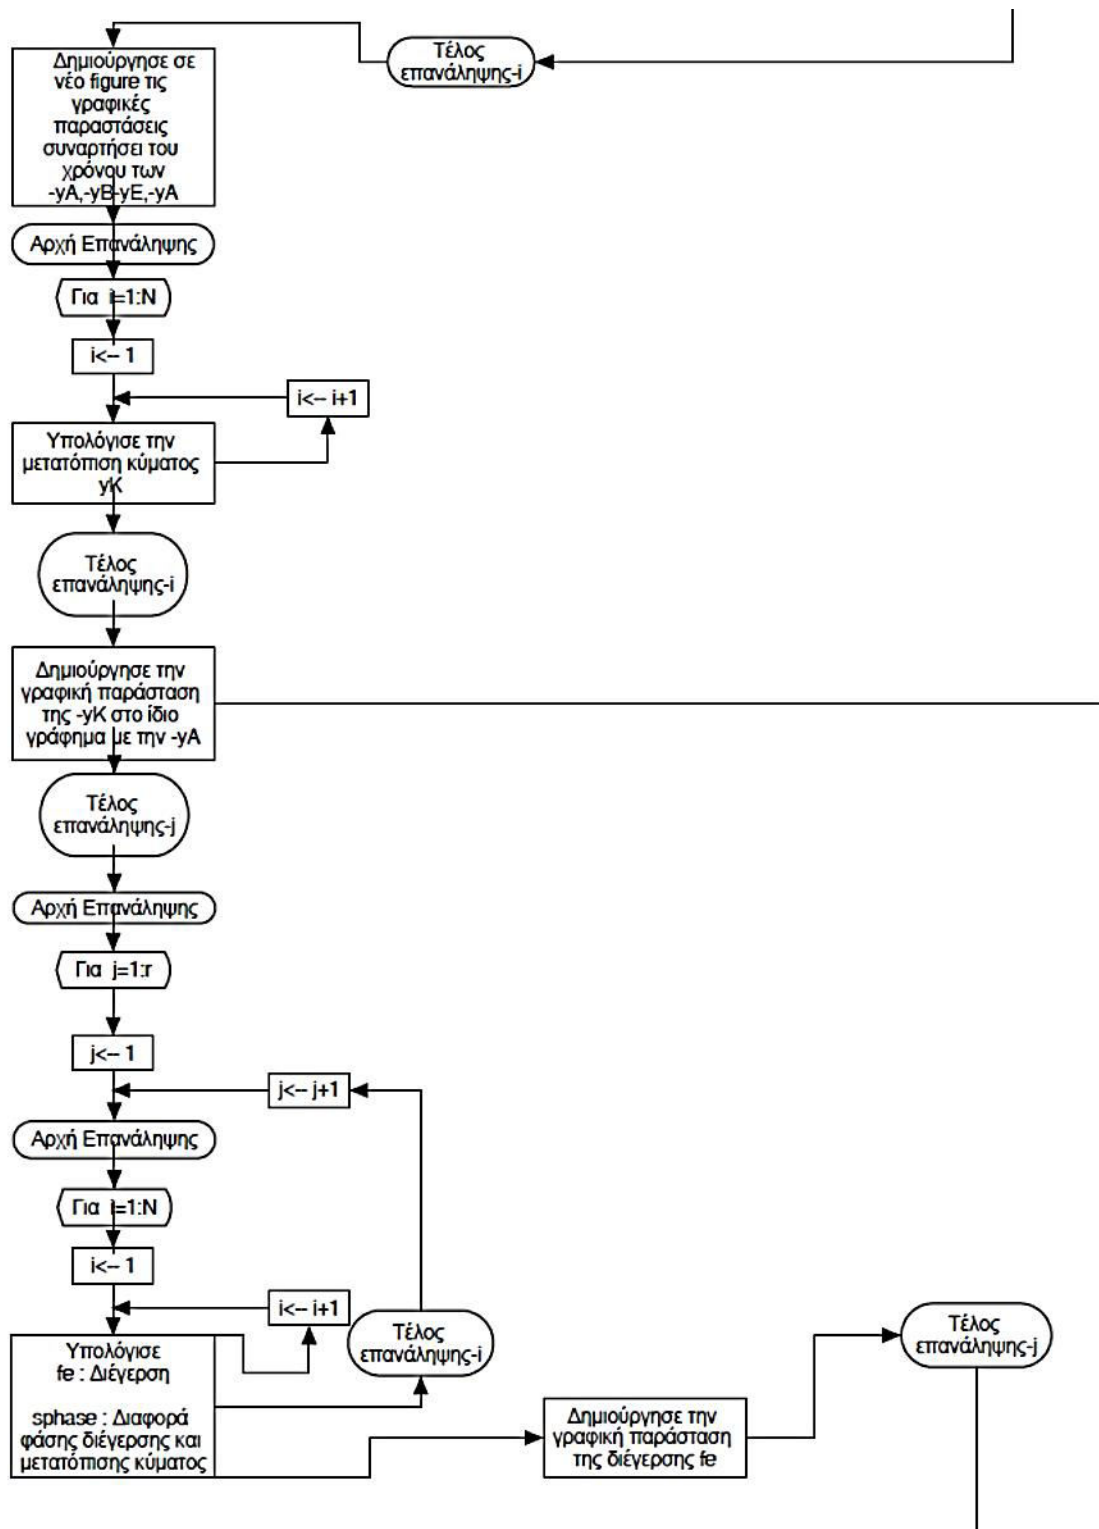 Τέλος
επανάληψης-i
Δημιούργησε σε
νέο figure τις
γραφικές
παραστάσεις
συναρτήσει του
χρόνου των
-yA,-yB-yE,-yA
Αρχή Επανάληψης
Για i=1:N
i<-- 1
i<-- i+1
Υπολόγισε την
μετατόπιση κύματος
yK
Τέλος
επανάληψης-i
Δημιούργησε την
γραφική παράσταση
της -yK στο ίδιο
γράφημα με την -yA
Τέλος
επανάληψης-j
Αρχή Επανάληψης
Για j=1:r
j<-- 1
j<-- j+1
Αρχή Επανάληψης
Για i=1:N
i<-- 1
i<-- i+1
Υπολόγισε
fe : Διέγερση
sphase : Διαφορά
φάσης διέγερσης και
μετατόπισης κύματος
Τέλος
επανάληψης-i
Δημιούργησε την
γραφική παράσταση
της διέγερσης fe
Τέλος
επανάληψης-j